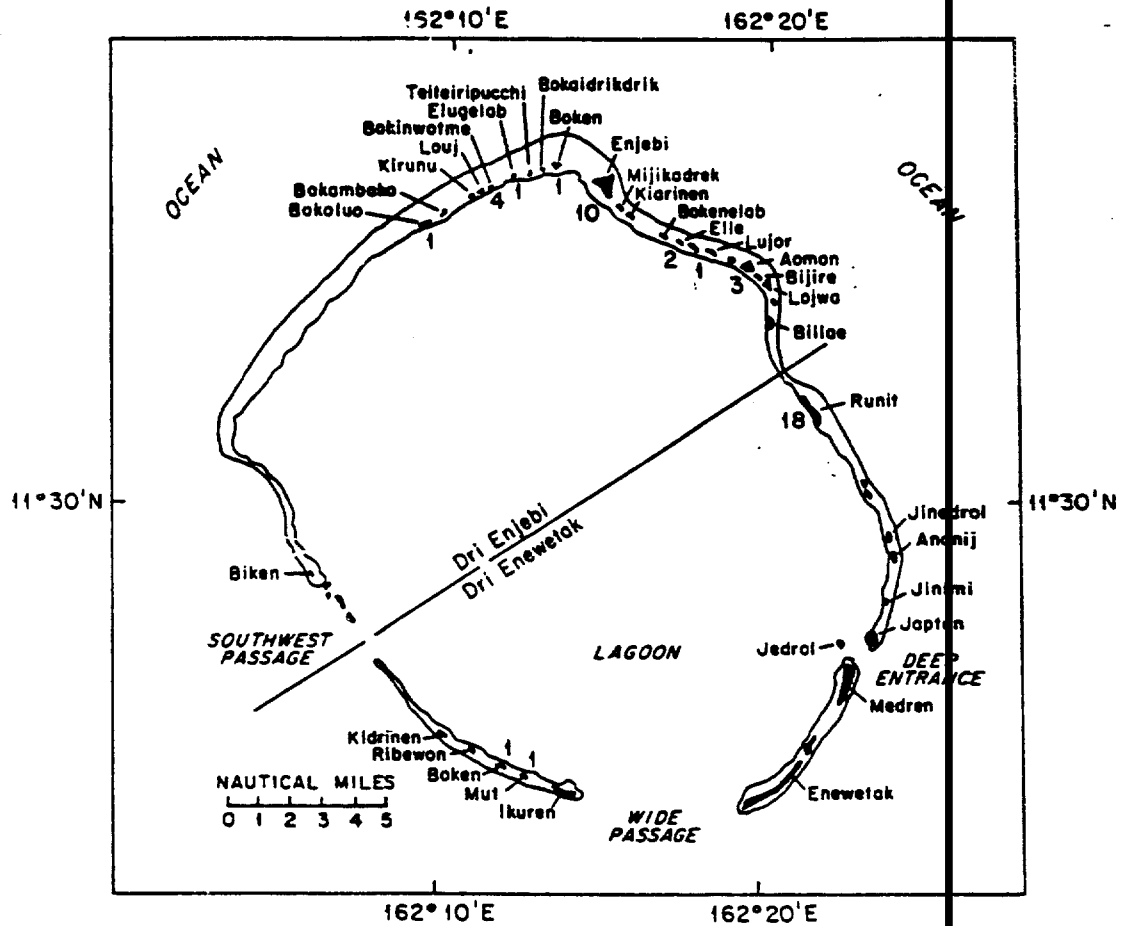 162°10'E 162°20'E
Bokaidrikdrik
Teiteiripucchi
Elugelab
Boken
Bokinwotme
Enjebi
Louj
Kirunu
OCEAN
OCEAN
Mijikadrek
Kiarinen
Bokambako
4 1 1
10
Bokoluo
Bokenelab
Elle
1
Lujor
2 1 3
Aoman
Bijire
Lojwa
Billae
Runit
18
11°30'N 11°30'N
Jinedrol
Ananij
Dri Enjebi
Dri Enewetak
Biken
Jinimi
Japtan
SOUTHWEST
PASSAGE
LAGOON
Jedrol
DEEP
ENTRANCE
Medren
Kidrinen
Ribewon
1 1
Boken
Mut
Ikuren
NAUTICAL MILES
0 1 2 3 4 5
Enewetak
WIDE
PASSAGE
162°10'E 162°20'E